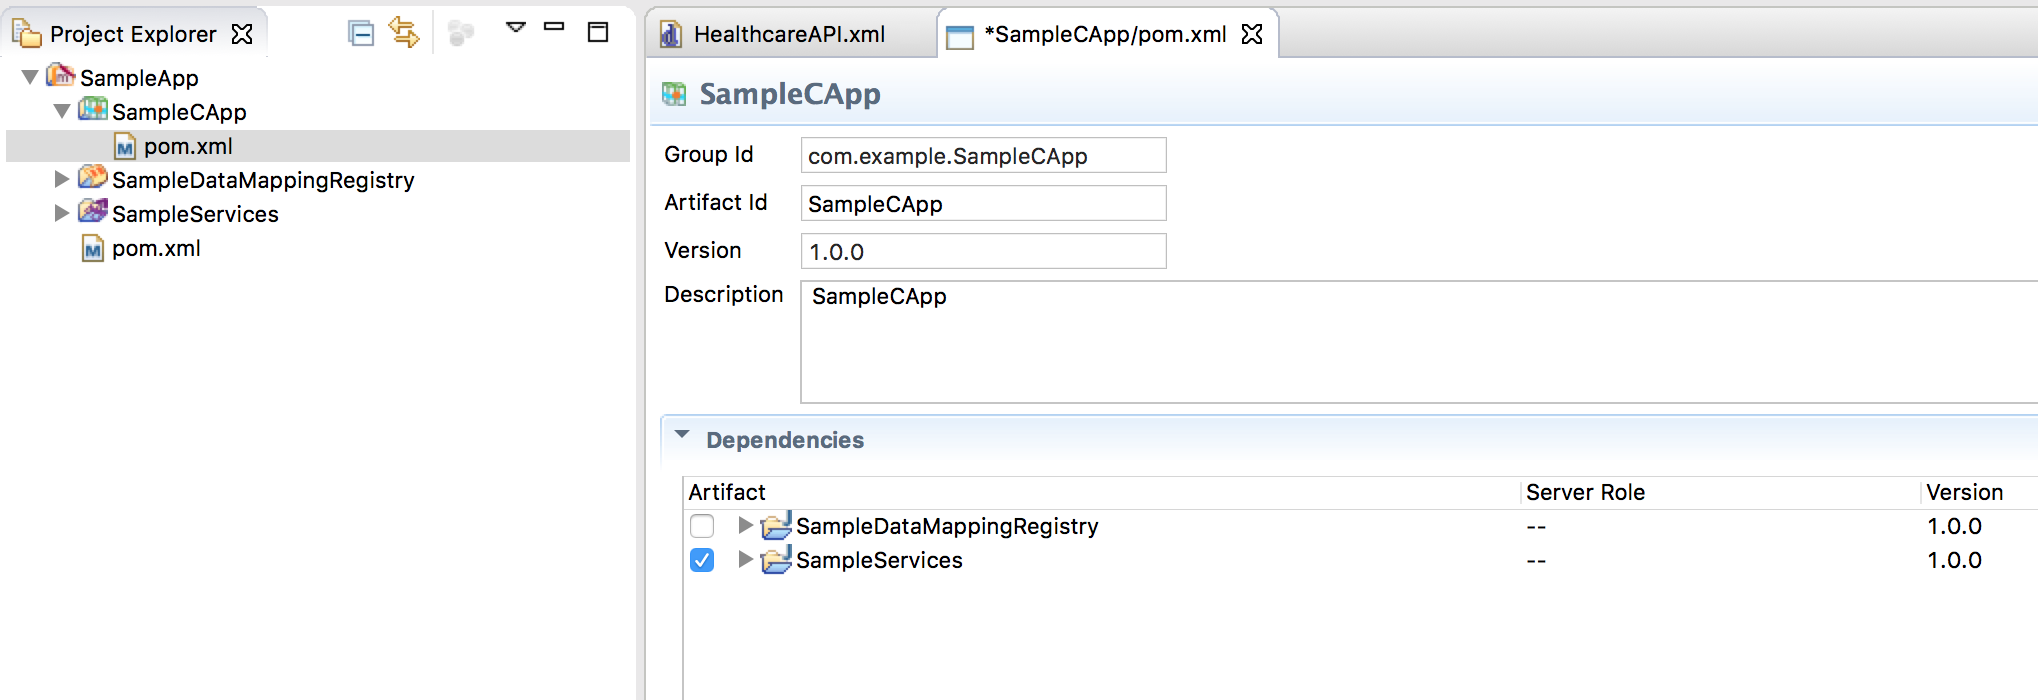 Project Explorer
SampleApp
SampleCApp
pom.xml
SampleDataMappingRegistry
SampleServices
pom.xml
HealthcareAPI.xml
*SampleCApp/pom.xml
SampleCApp
Group Id com.example.SampleCApp
Artifact Id SampleCApp
Version 1.0.0
Description SampleCApp
Dependencies
Artifact Server Role Version
SampleDataMappingRegistry -- 1.0.0
SampleServices -- 1.0.0